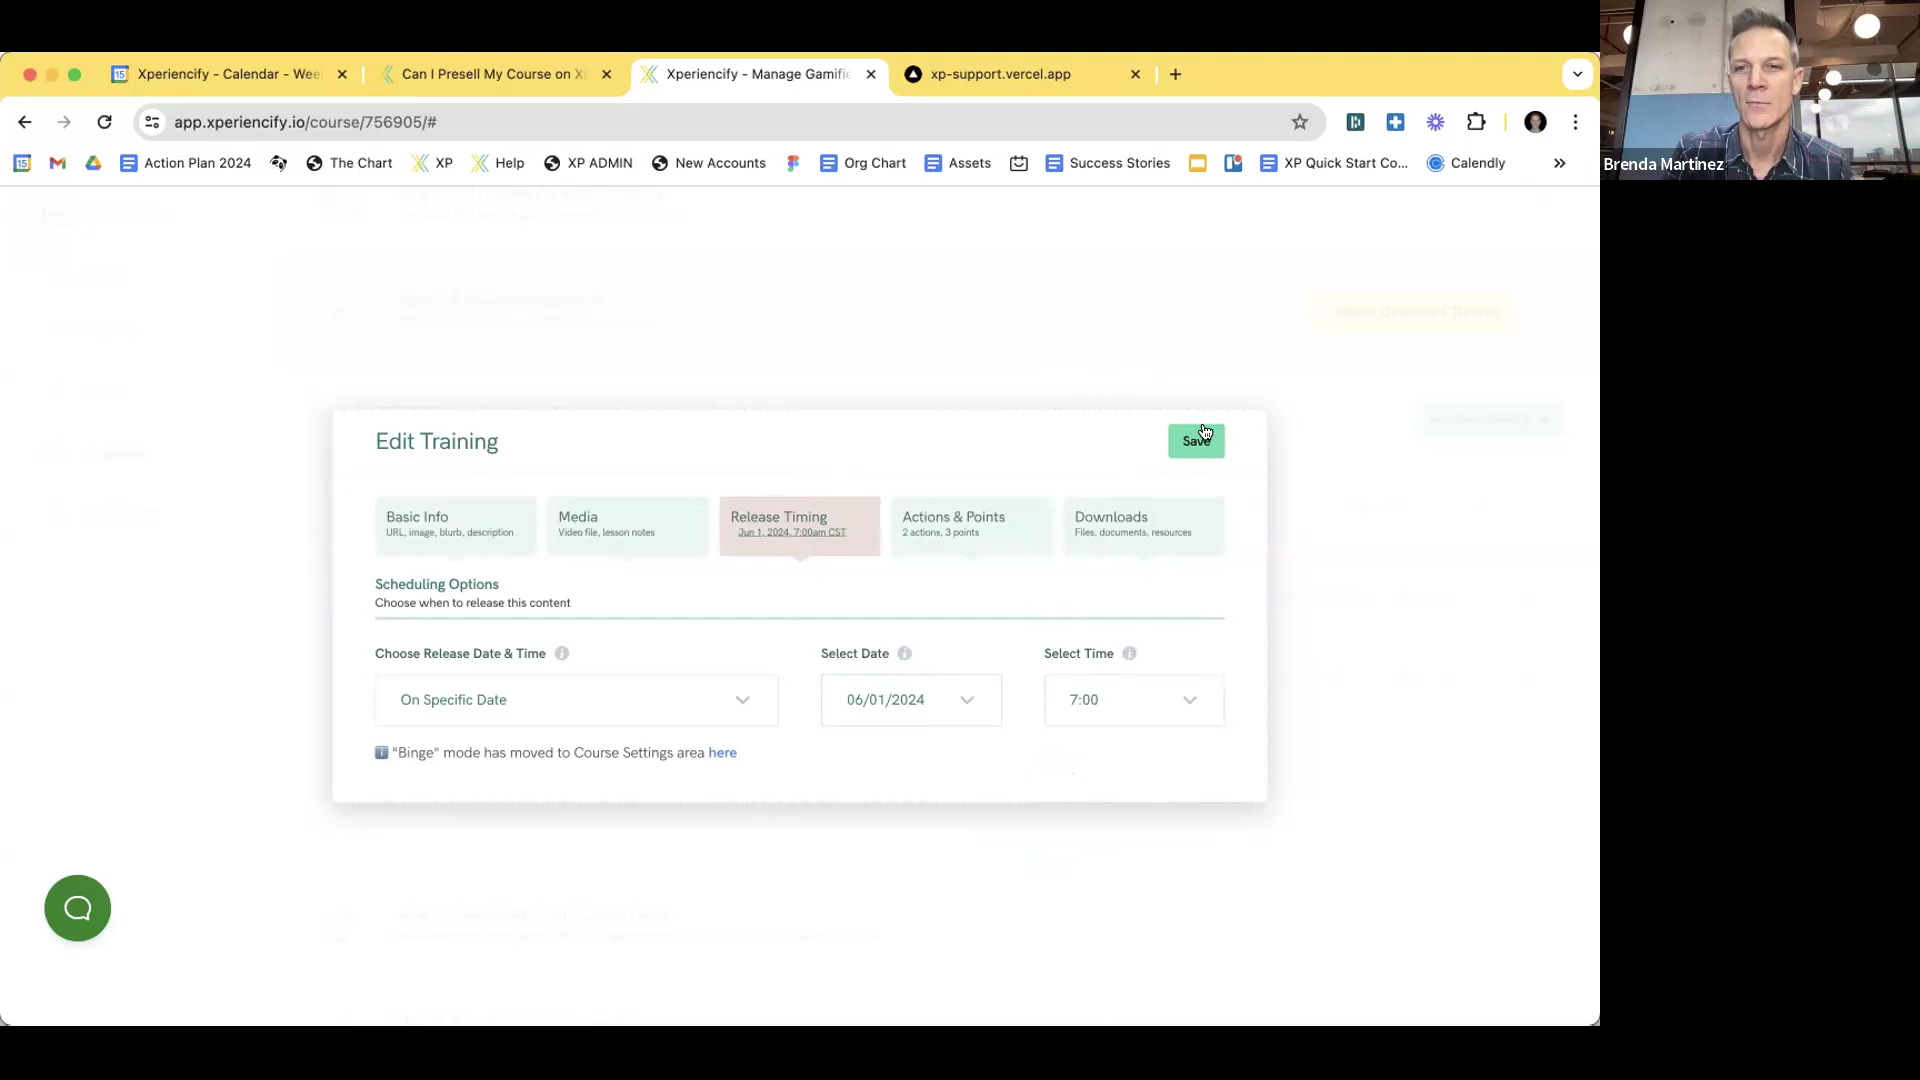 Xperiencify - Calendar - Wee
Can I Presell My Course on X
Xperiencify - Manage Gamifie
xp-support.vercel.app
app.xperiencify.io/course/756905/#
Action Plan 2024
The Chart
XP
Help
XP ADMIN
New Accounts
Org Chart
Assets
Success Stories
XP Quick Start Co...
Calendly
Brenda Martinez
Edit Training
Save
Basic Info
URL, image, blurb, description
Media
Video file, lesson notes
Release Timing
Jun 1, 2024, 7:00am CST
Actions & Points
2 actions, 3 points
Downloads
Files, documents, resources
Scheduling Options
Choose when to release this content
Choose Release Date & Time
Select Date
Select Time
On Specific Date
06/01/2024
7:00
"Binge" mode has moved to Course Settings area here